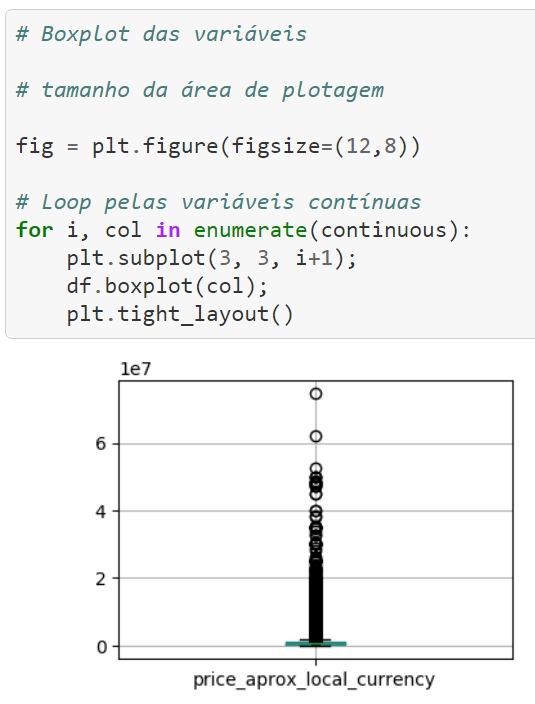 # Boxplot das variáveis
# tamanho da área de plotagem
fig = plt.figure(figsize=(12,8))
# Loop pelas variáveis contínuas
for i, col in enumerate(continuous):
    plt.subplot(3, 3, i+1);
    df.boxplot(col);
    plt.tight_layout()
1e7
6
4
2
0
price_aprox_local_currency